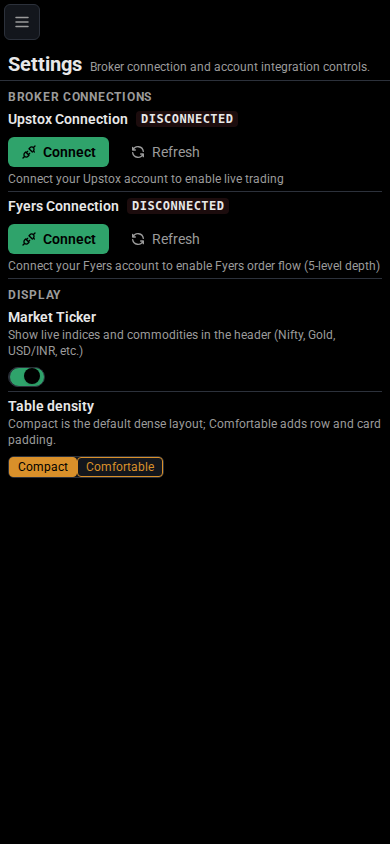 Settings Broker connection and account integration controls.
BROKER CONNECTIONS
Upstox Connection DISCONNECTED
Connect Refresh
Connect your Upstox account to enable live trading
Fyers Connection DISCONNECTED
Connect Refresh
Connect your Fyers account to enable Fyers order flow (5-level depth)
DISPLAY
Market Ticker
Show live indices and commodities in the header (Nifty, Gold,
USD/INR, etc.)
Table density
Compact is the default dense layout; Comfortable adds row and card
padding.
Compact Comfortable